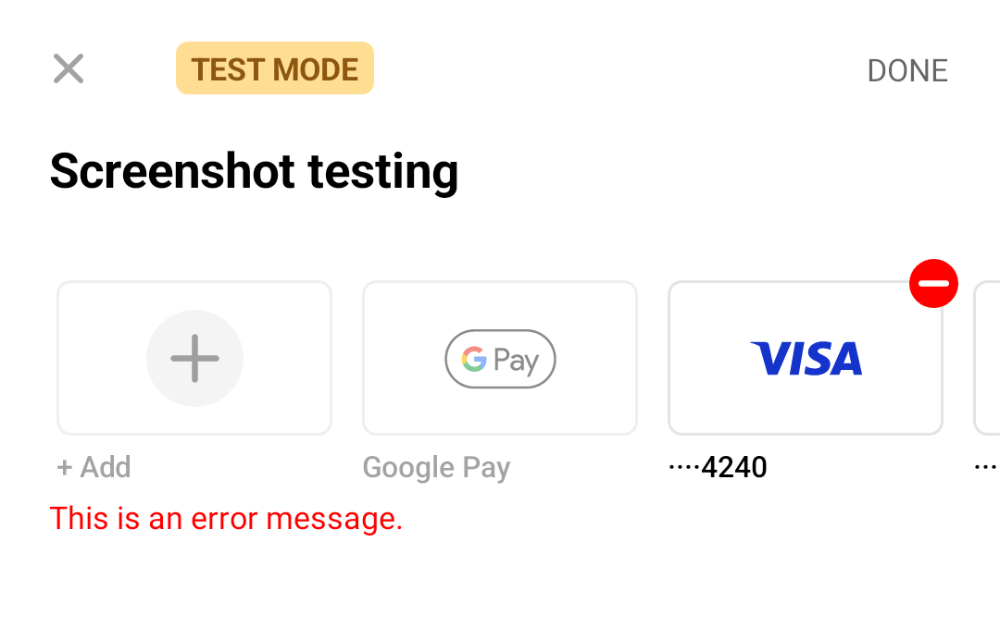 TEST MODE
DONE
Screenshot testing
G Pay
VISA
+ Add
Google Pay
····4240
···
This is an error message.